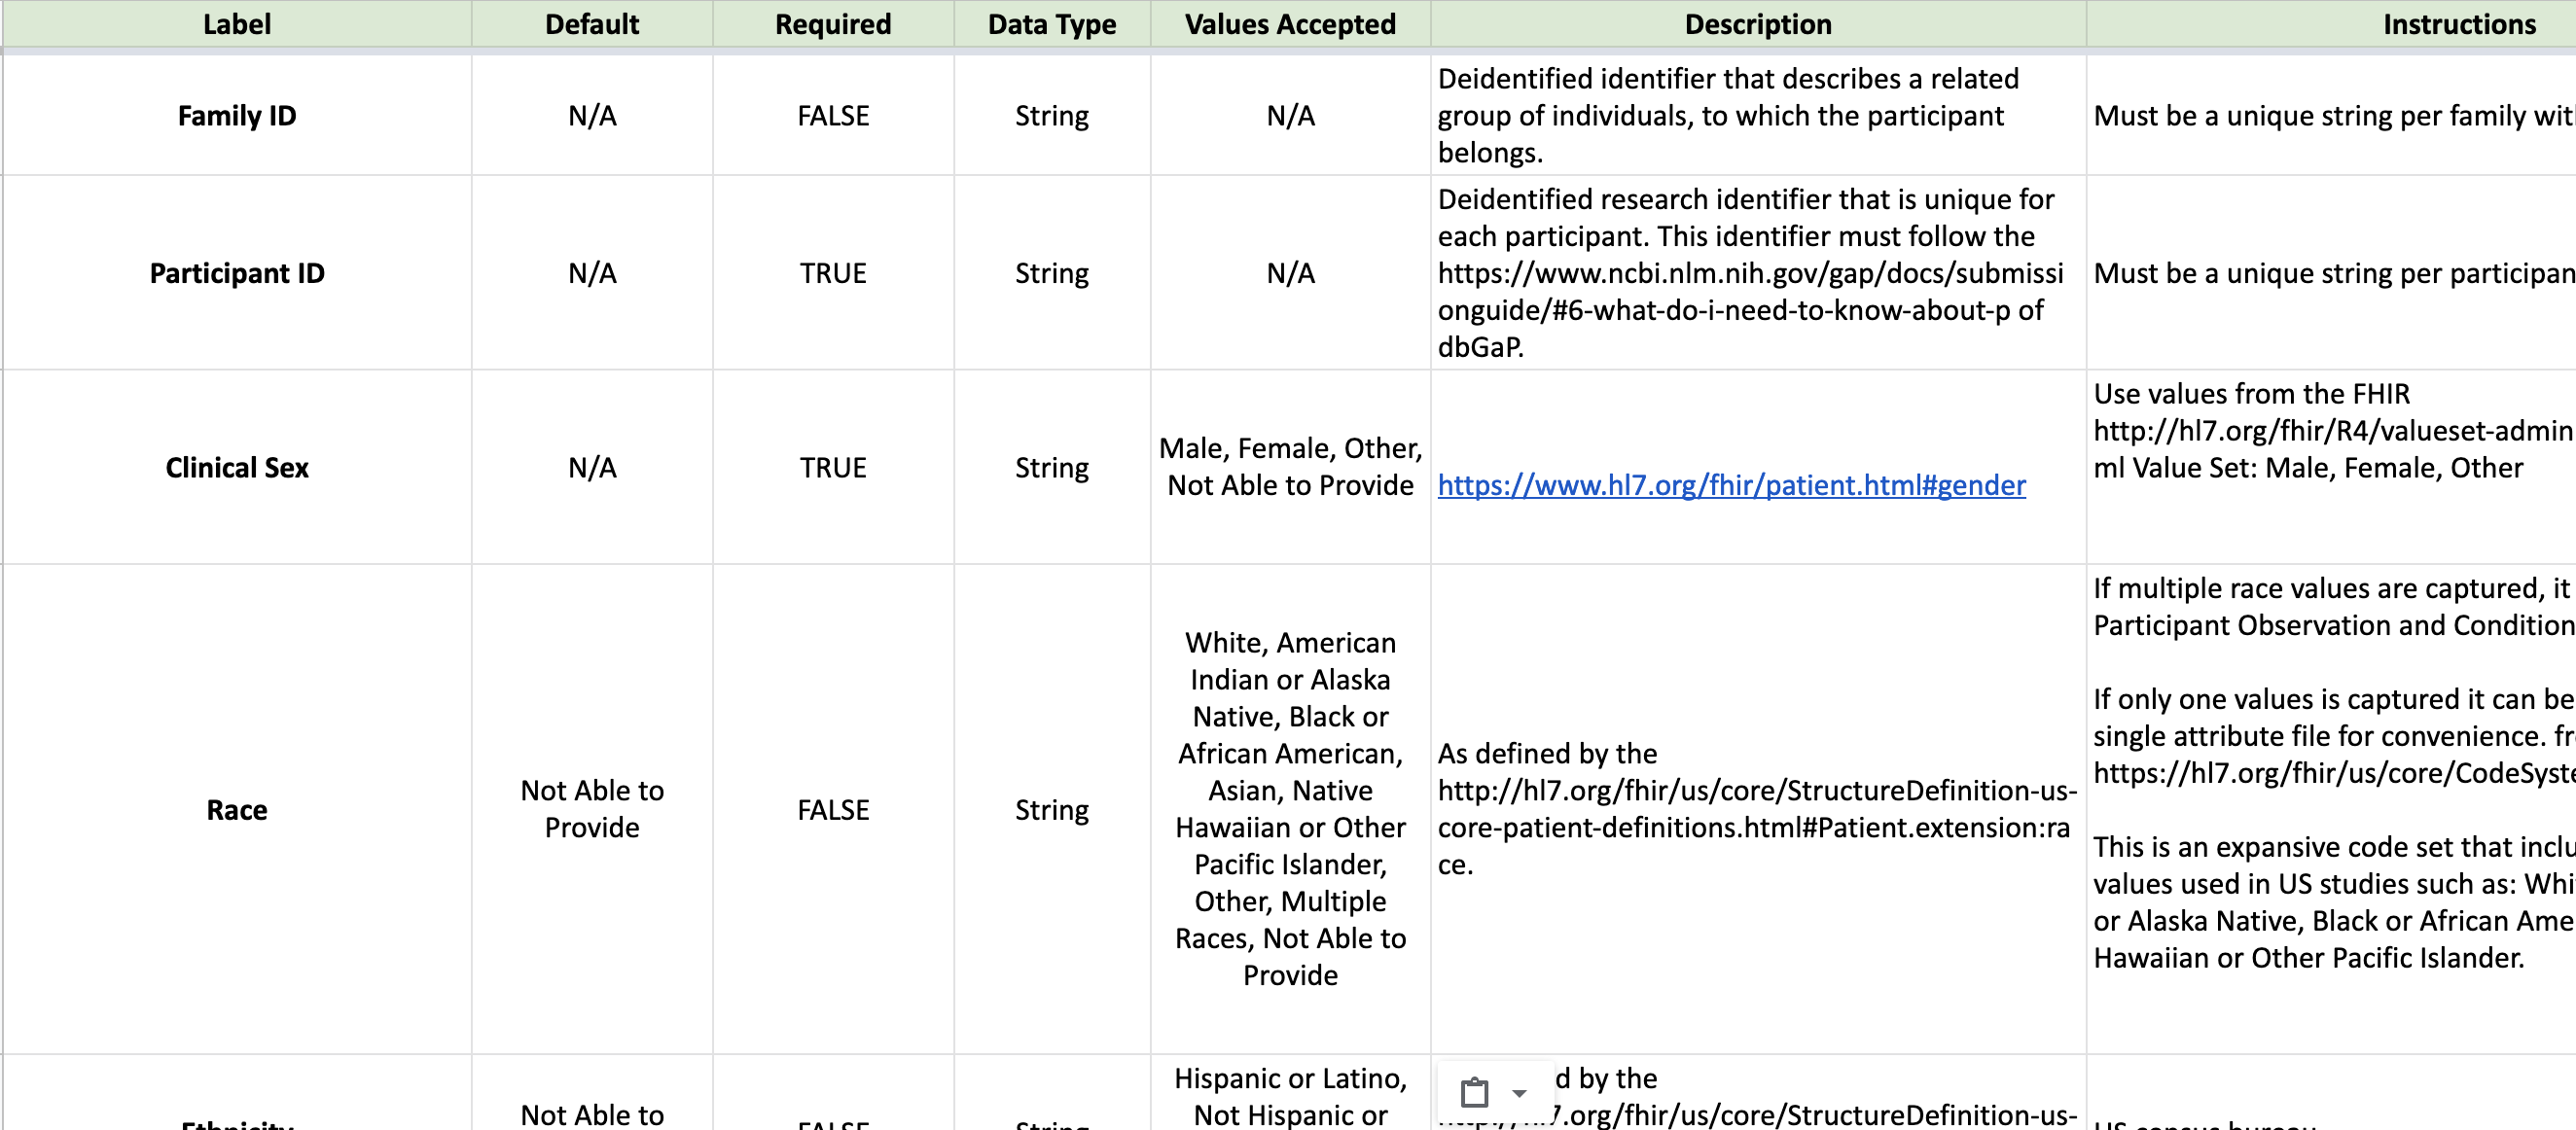 Label Default Required Data Type Values Accepted Description Instructions
Family ID
N/A
FALSE
String
N/A
Deidentified identifier that describes a related
group of individuals, to which the participant
belongs.
Must be a unique string per family
Participant ID
N/A
TRUE
String
N/A
Deidentified research identifier that is unique for
each participant. This identifier must follow the
https://www.ncbi.nlm.nih.gov/gap/docs/submissi
onguide/#6-what-do-i-need-to-know-about-p of
dbGaP.
Must be a unique string per participan
Clinical Sex
N/A
TRUE
String
Male, Female, Other,
Not Able to Provide
https://www.hl7.org/fhir/patient.html#gender
Use values from the FHIR
http://hl7.org/fhir/R4/valueset-admin
ml Value Set: Male, Female, Other
Race
Not Able to
Provide
FALSE
String
White, American
Indian or Alaska
Native, Black or
African American,
Asian, Native
Hawaiian or Other
Pacific Islander,
Other, Multiple
Races, Not Able to
Provide
As defined by the
http://hl7.org/fhir/us/core/StructureDefinition-us-
core-patient-definitions.html#Patient.extension:ra
ce.
If multiple race values are captured, it
Participant Observation and Condition
If only one values is captured it can be
single attribute file for convenience. fr
https://hl7.org/fhir/us/core/CodeSyste
This is an expansive code set that inclu
values used in US studies such as: Whi
or Alaska Native, Black or African Ame
Hawaiian or Other Pacific Islander.
Ethnicity
Not Able to
FALSE
String
Hispanic or Latino,
Not Hispanic or
d by the
7.org/fhir/us/core/StructureDefinition-us-
US census bureau